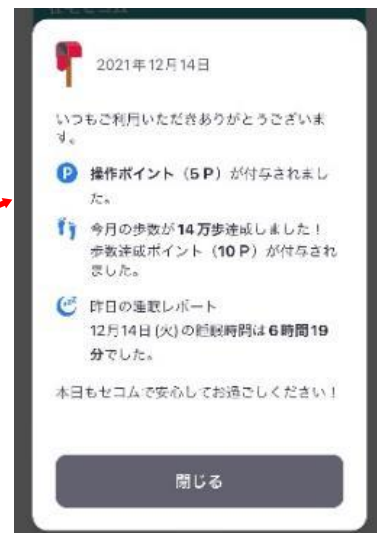 2021年12月14日
いつもご利用いただきありがとうございま
す。
P 操作ポイント（5 P）が付与されまし
た。
今月の歩数が14万歩達成しました！
歩数達成ポイント（10 P）が付与され
ました。
昨日の睡眠レポート
12月14日(火)の睡眠時間は6時間19
分でした。
本日もセコムで安心してお過ごしください！
閉じる